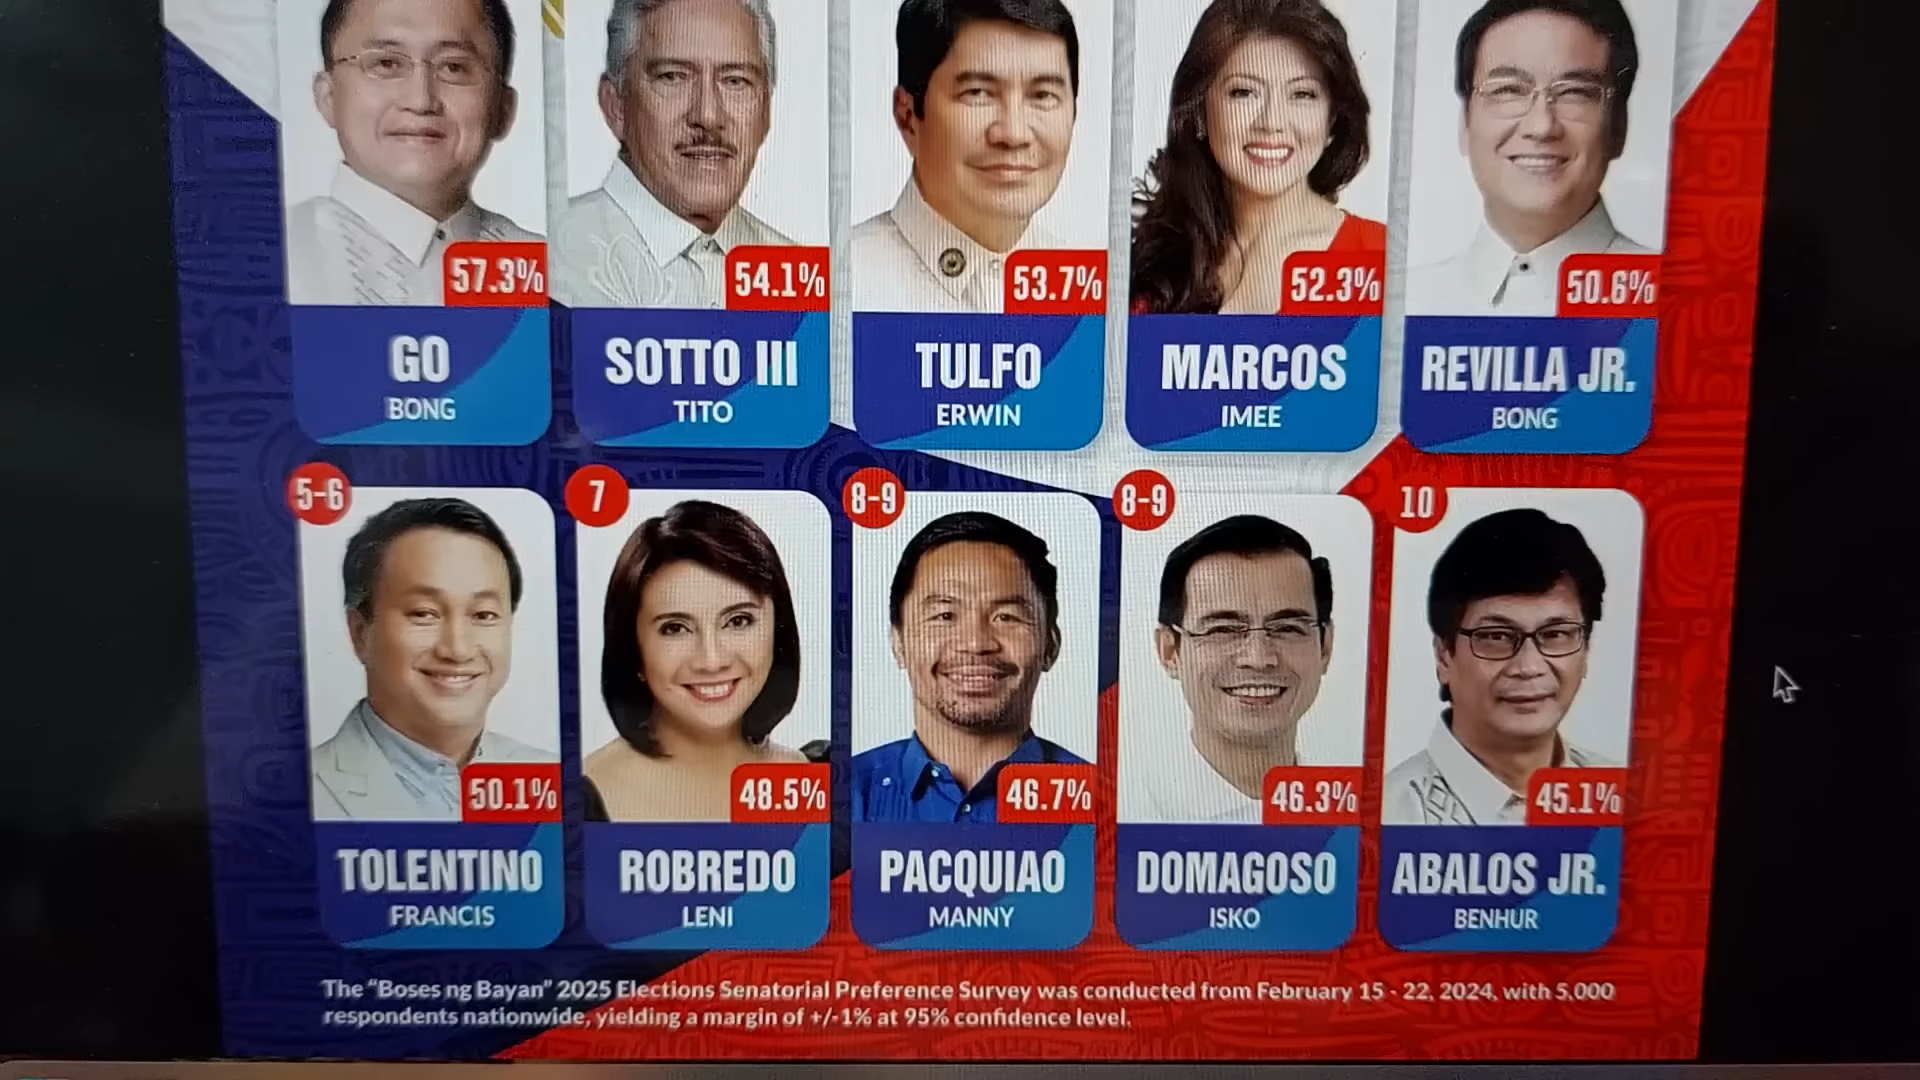 57.3% 54.1% 53.7% 52.3% 50.6%
GO SOTTO III TULFO MARCOS REVILLA JR.
BONG TITO ERWIN IMEE BONG
5-6 7 8-9 8-9 10
50.1% 48.5% 46.7% 46.3% 45.1%
TOLENTINO ROBREDO PACQUIAO DOMAGOSO ABALOS JR.
FRANCIS LENI MANNY ISKO BENHUR
The “Boses ng Bayan” 2025 Elections Senatorial Preference Survey was conducted from February 15 - 22, 2024, with 5,000
respondents nationwide, yielding a margin of +/-1% at 95% confidence level.